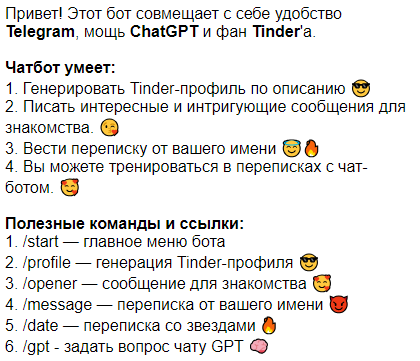 Привет! Этот бот совмещает с себе удобство
Telegram, мощь ChatGPT и фан Tinder'а.
Чатбот умеет:
1. Генерировать Tinder-профиль по описанию 😎
2. Писать интересные и интригующие сообщения для
знакомства. 😘
3. Вести переписку от вашего имени 😇🔥
4. Вы можете тренироваться в переписках с чат-
ботом. 🥰
Полезные команды и ссылки:
1. /start — главное меню бота
2. /profile — генерация Tinder-профиля 😎
3. /opener — сообщение для знакомства 🥰
4. /message — переписка от вашего имени 😈
5. /date — переписка со звездами 🔥
6. /gpt - задать вопрос чату GPT 🧠